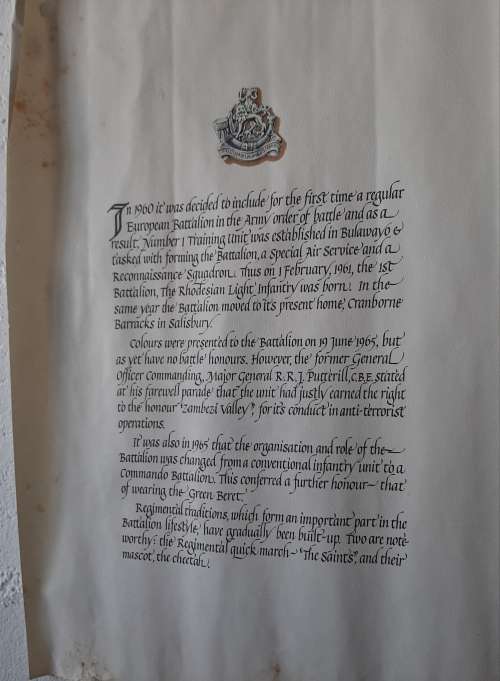 In 1960 it was decided to include for the first time a regular
European Battalion in the Army order of battle and as a
result, Number 1 Training Unit was established in Bulawayo &
tasked with forming the Battalion, a Special Air Service and a
Reconnaissance Squadron. Thus on 1 February, 1961, the 1st
Battalion, The Rhodesian Light Infantry was born. In the
same year the Battalion moved to it's present home, Cranborne
Barracks in Salisbury.
Colours were presented to the Battalion on 19 June 1965, but
as yet have no battle honours. However, the former General
Officer Commanding, Major General R.R.J. Putterill, C.B.E. stated
at his farewell parade that the unit had justly earned the right
to the honour "Zambezi Valley", for it's conduct in anti-terrorist
operations.
It was also in 1965 that the organisation and role of the
Battalion was changed from a conventional infantry unit to a
Commando Battalion. This conferred a further honour – that
of wearing the Green Beret.
Regimental traditions, which form an important part in the
Battalion lifestyle, have gradually been built-up. Two are note-
worthy: the Regimental quick march – "The Saints", and their
mascot, the cheetah.